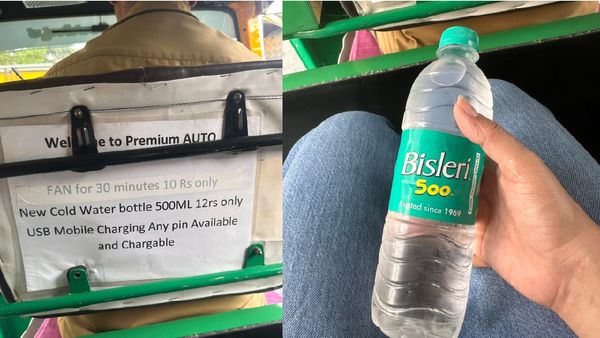 Welcome to Premium AUTO
FAN for 30 minutes 10 Rs only
New Cold Water bottle 500ML 12rs only
USB Mobile Charging Any pin Available
and Chargable
Bisleri
500
since 1969